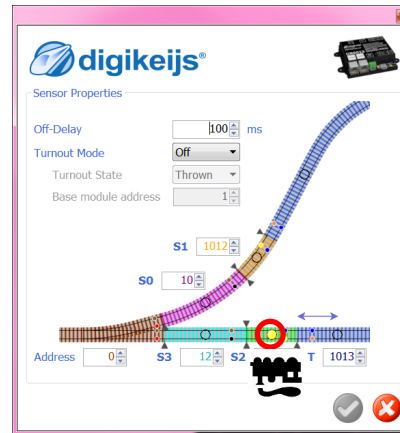 digikeijs®
Sensor Properties
Off-Delay 100 ms
Turnout Mode Off
Turnout State Thrown
Base module address 1
S1 1012
S0 10
Address 0 S3 12 S2 T 1013